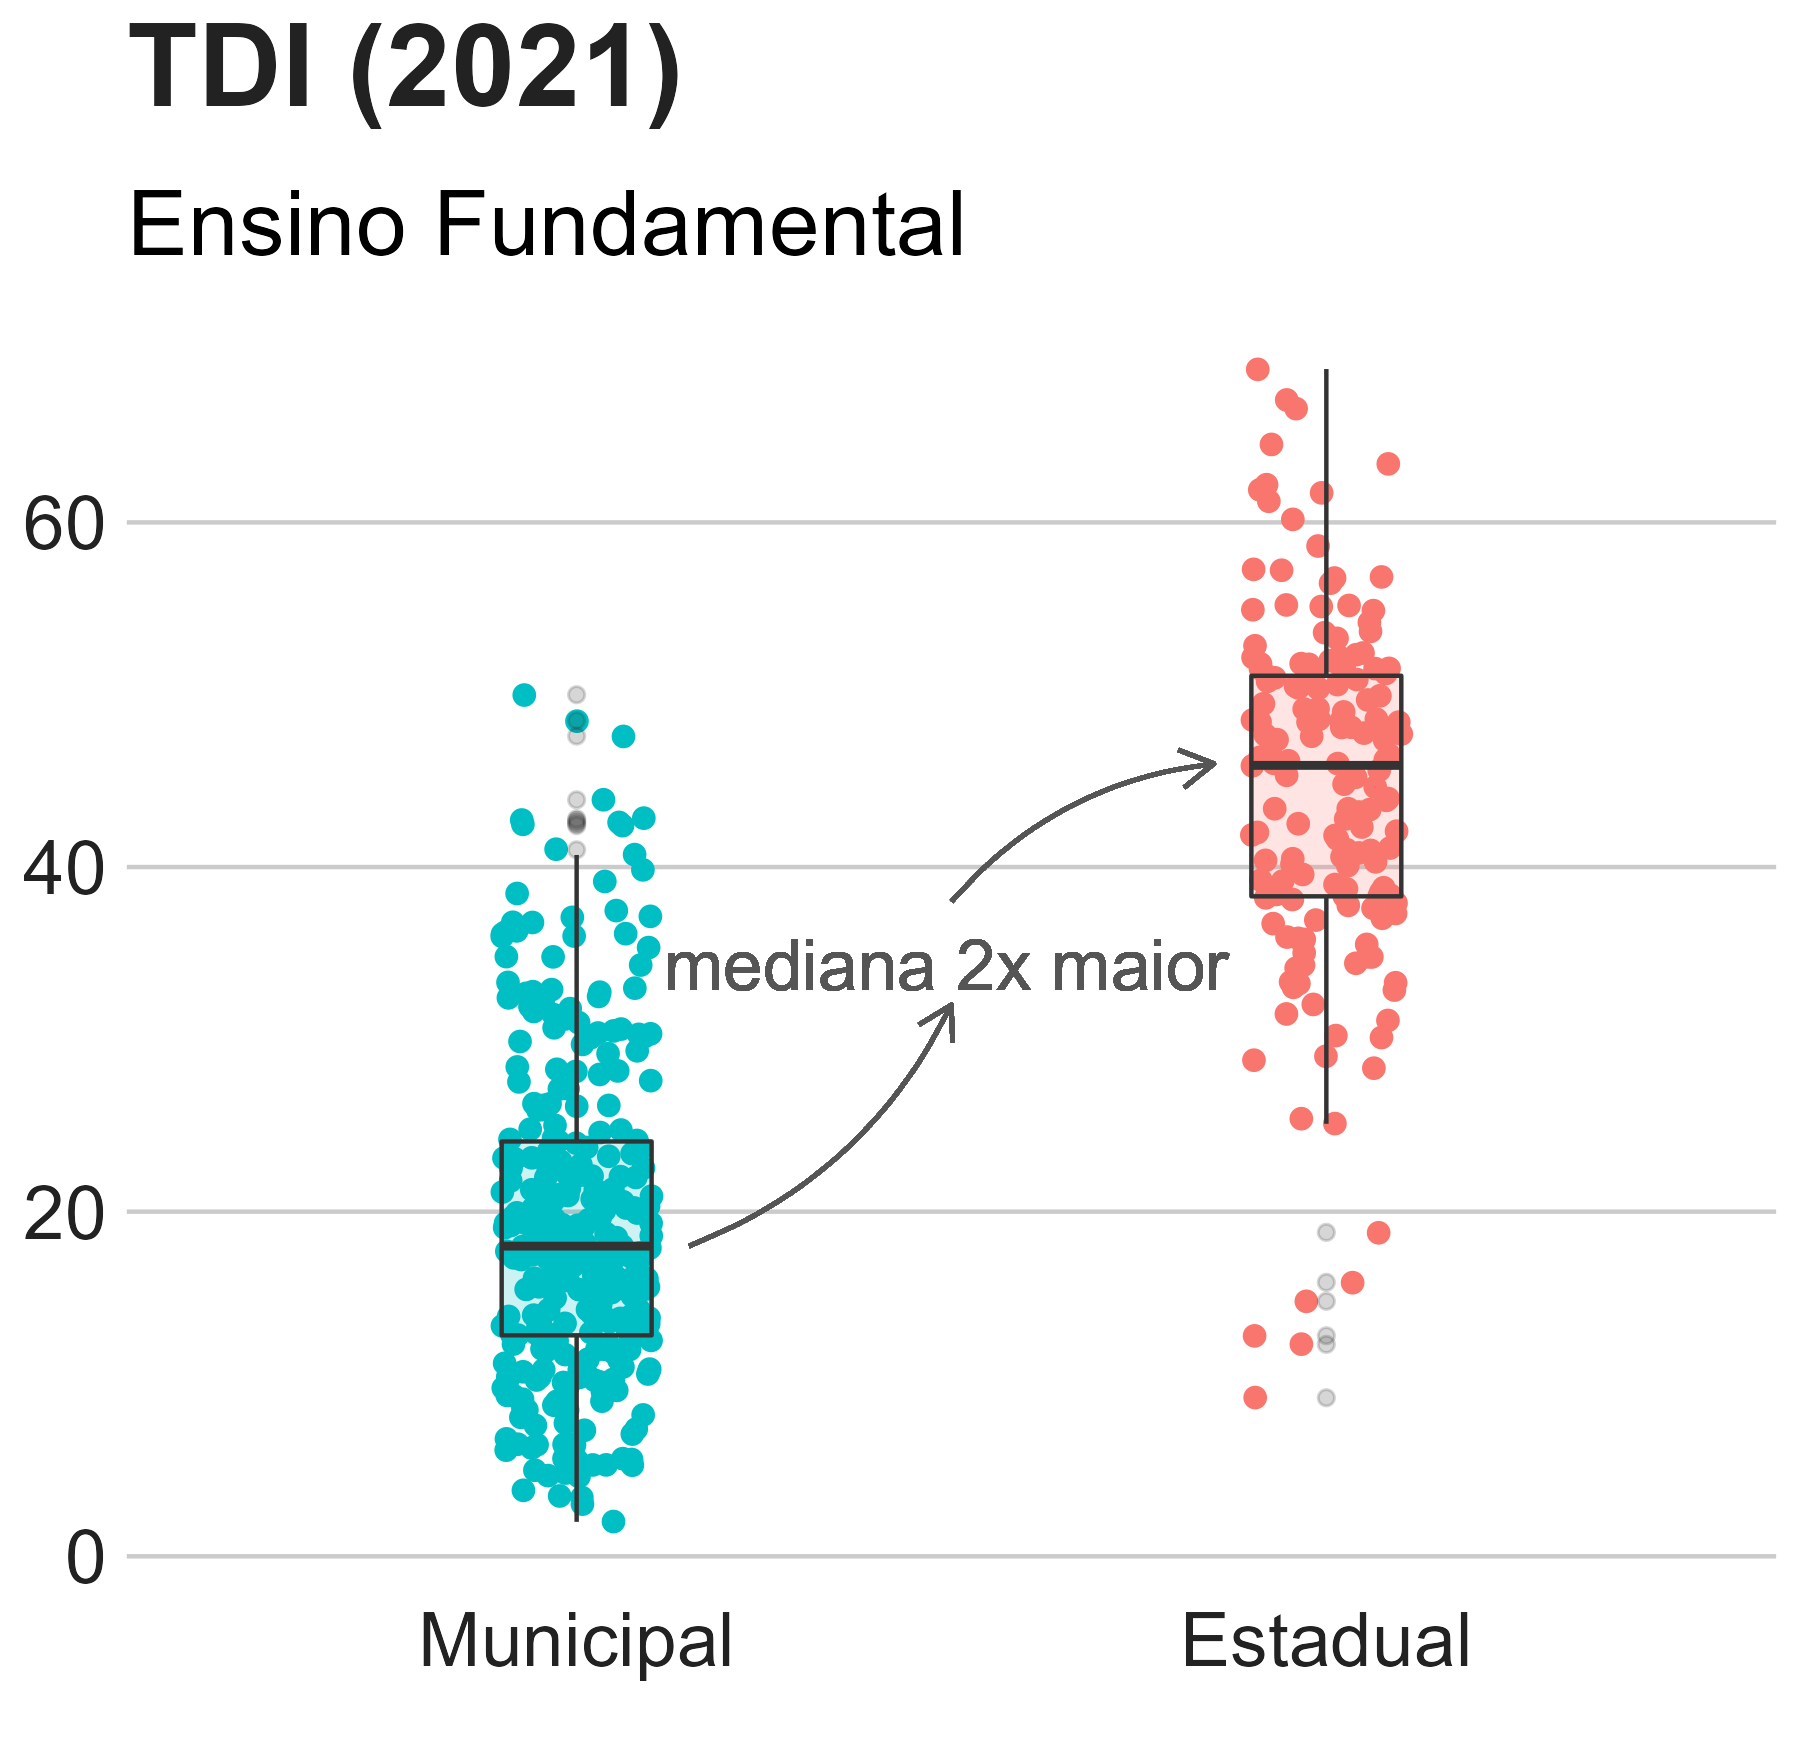 TDI (2021)
Ensino Fundamental
60
40
mediana 2x maior
20
0
Municipal Estadual